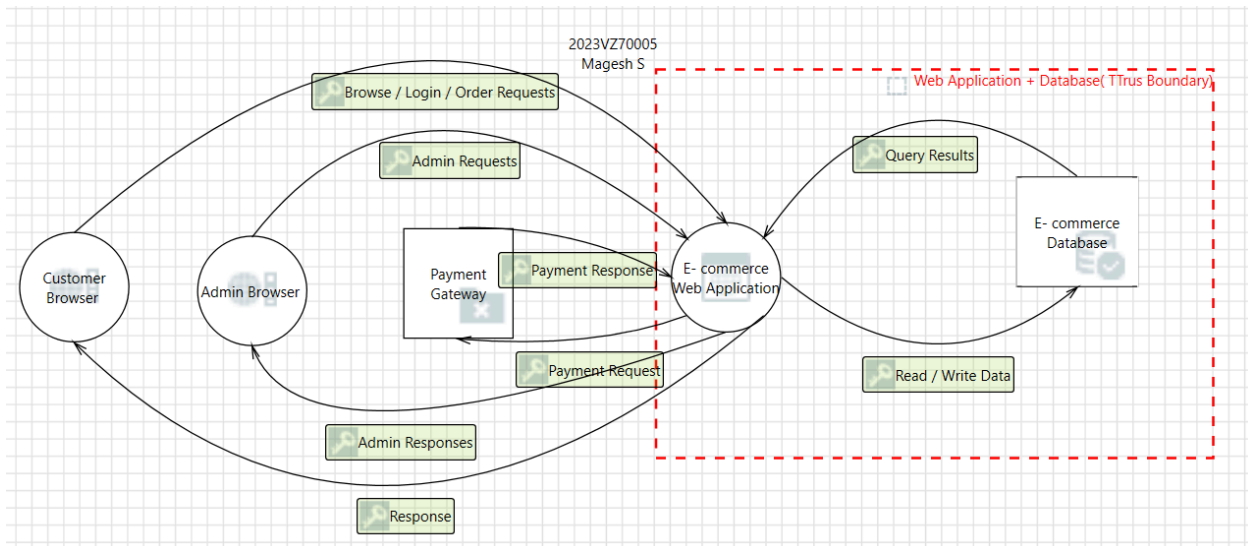 2023VZ70005
Magesh S
Web Application + Database( TTrus Boundary)
Browse / Login / Order Requests
Admin Requests
Query Results
E- commerce
Database
Customer
Browser
Admin Browser
Payment
Gateway
Payment Response
E- commerce
Web Application
Payment Request
Read / Write Data
Admin Responses
Response